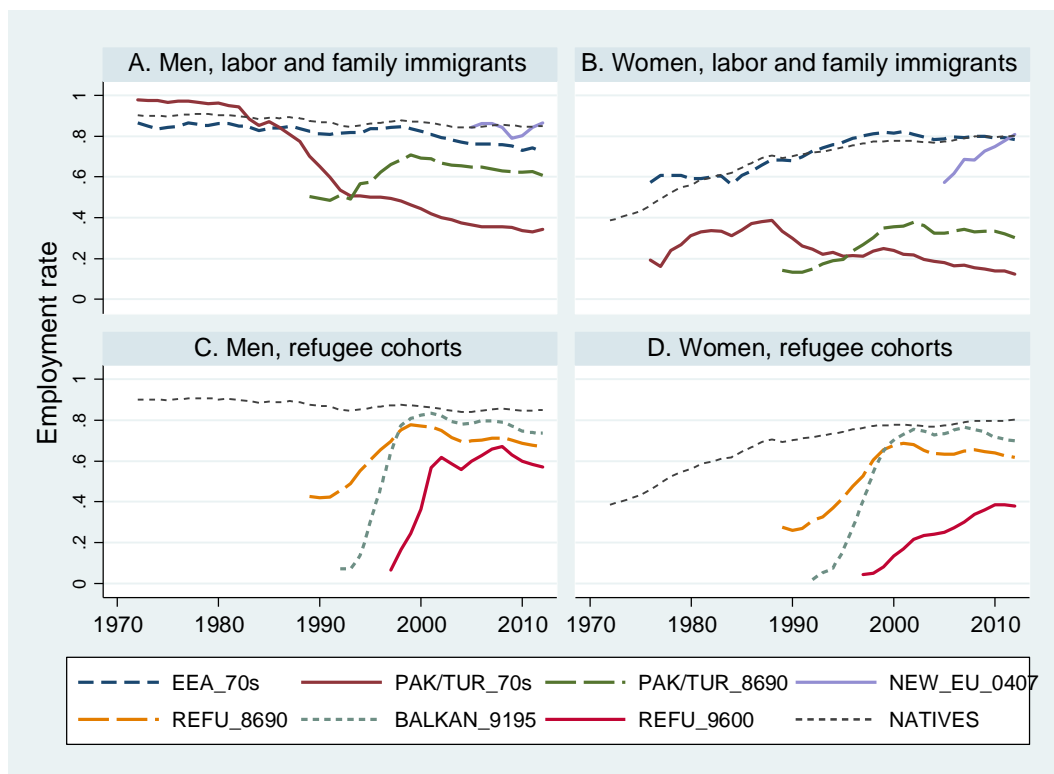 A. Men, labor and family immigrants
B. Women, labor and family immigrants
Employment rate
1
.8
.6
.4
.2
0
C. Men, refugee cohorts
D. Women, refugee cohorts
1
.8
.6
.4
.2
0
1970 1980 1990 2000 2010
1970 1980 1990 2000 2010
EEA_70s PAK/TUR_70s PAK/TUR_8690 NEW_EU_0407
REFU_8690 BALKAN_9195 REFU_9600 NATIVES